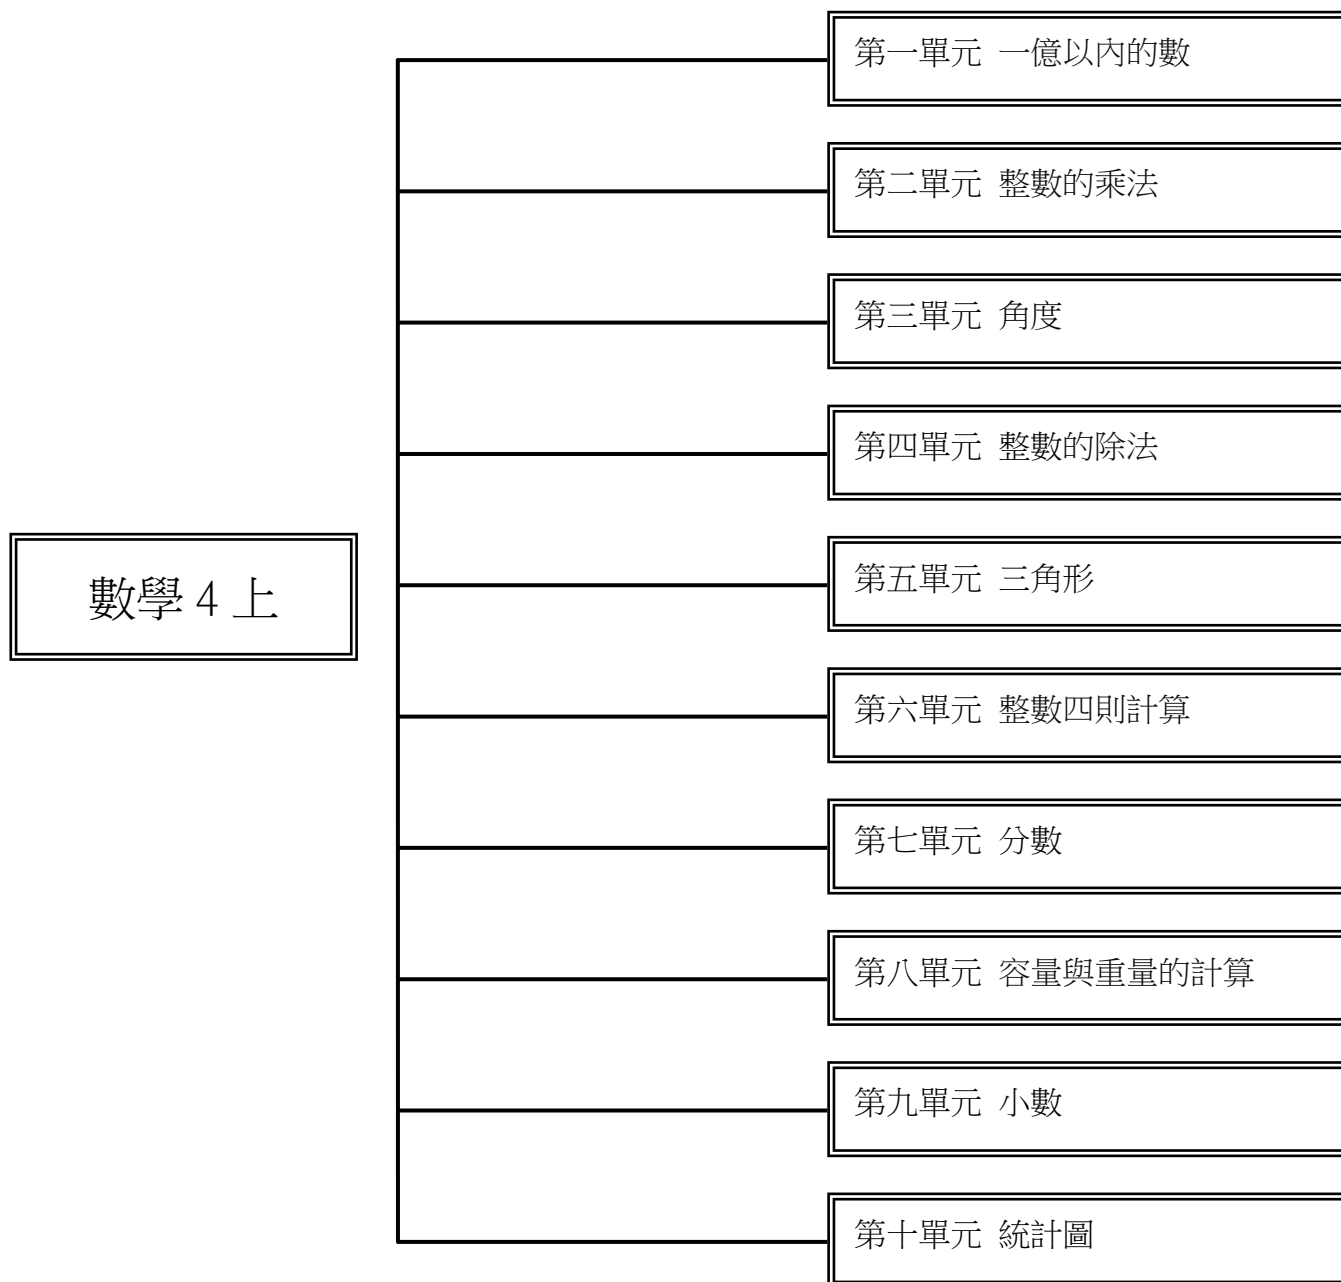 第一單元 一億以內的數
第二單元 整數的乘法
第三單元 角度
第四單元 整數的除法
數學 4 上
第五單元 三角形
第六單元 整數四則計算
第七單元 分數
第八單元 容量與重量的計算
第九單元 小數
第十單元 統計圖